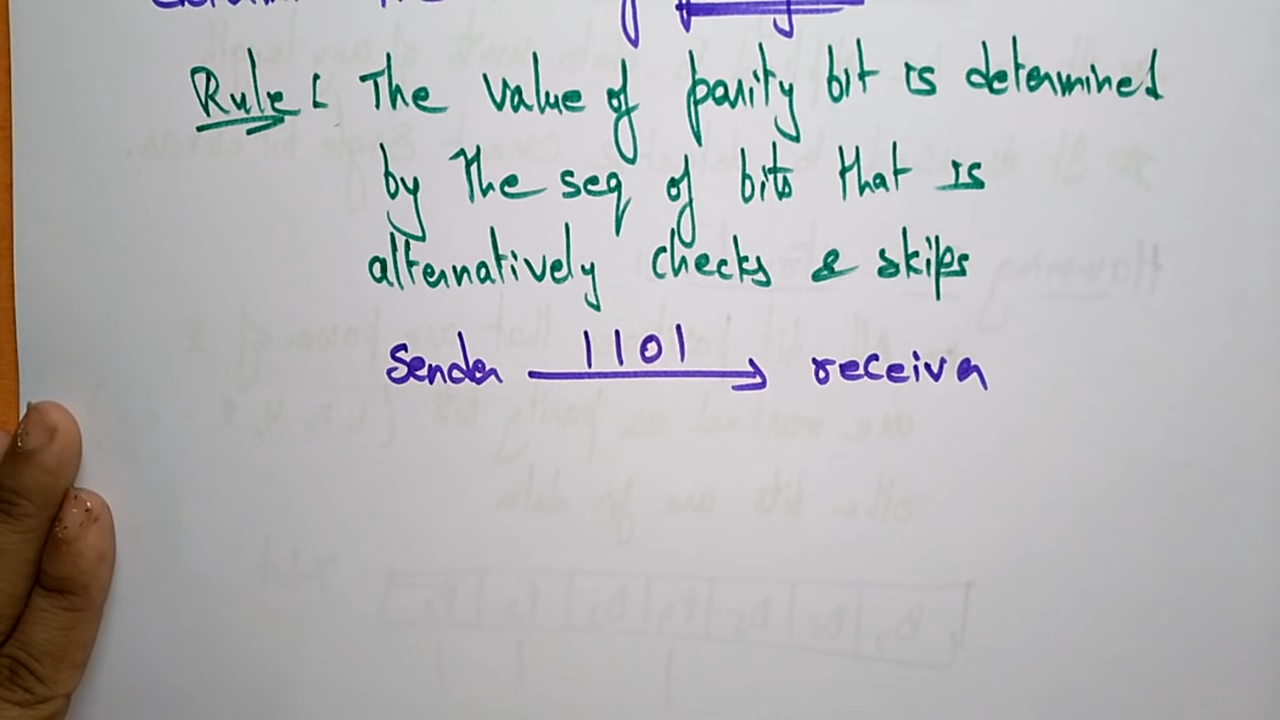 Rule: The value of parity bit is determined
by the seq of bits that is
alternatively checks & skips
Sender 1101 receiver